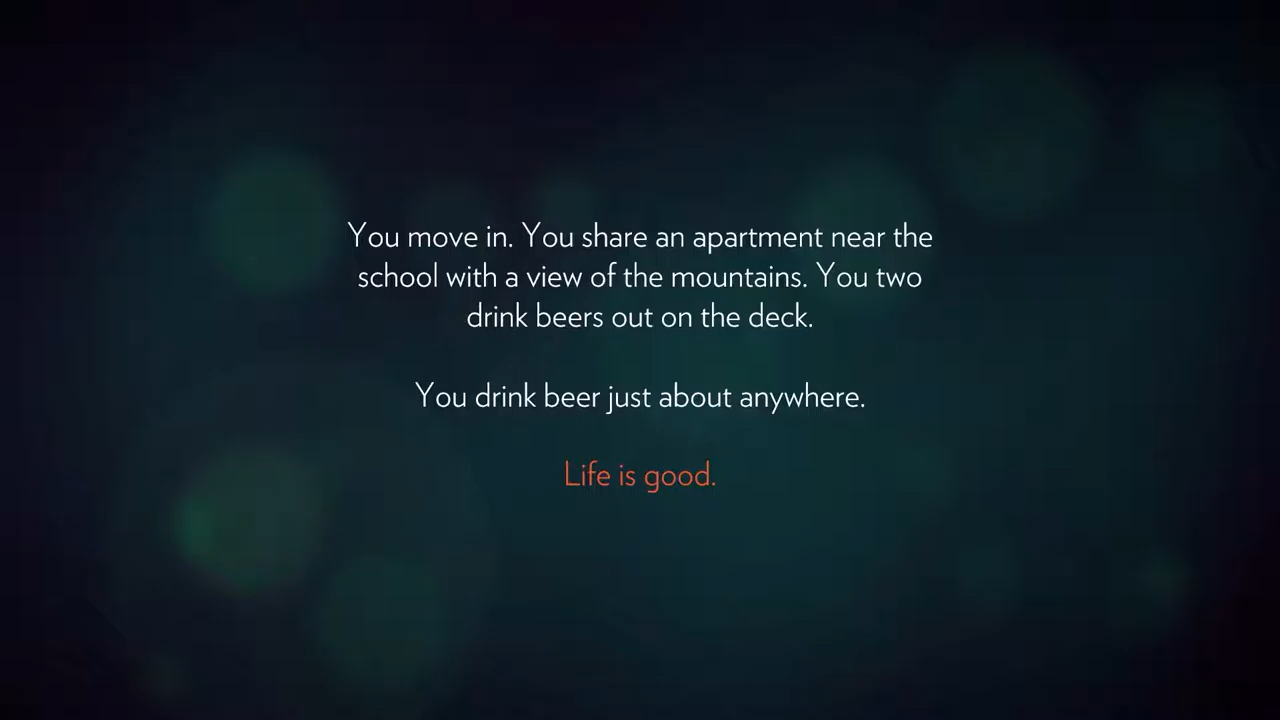 You move in. You share an apartment near the
school with a view of the mountains. You two
drink beers out on the deck.
You drink beer just about anywhere.
Life is good.